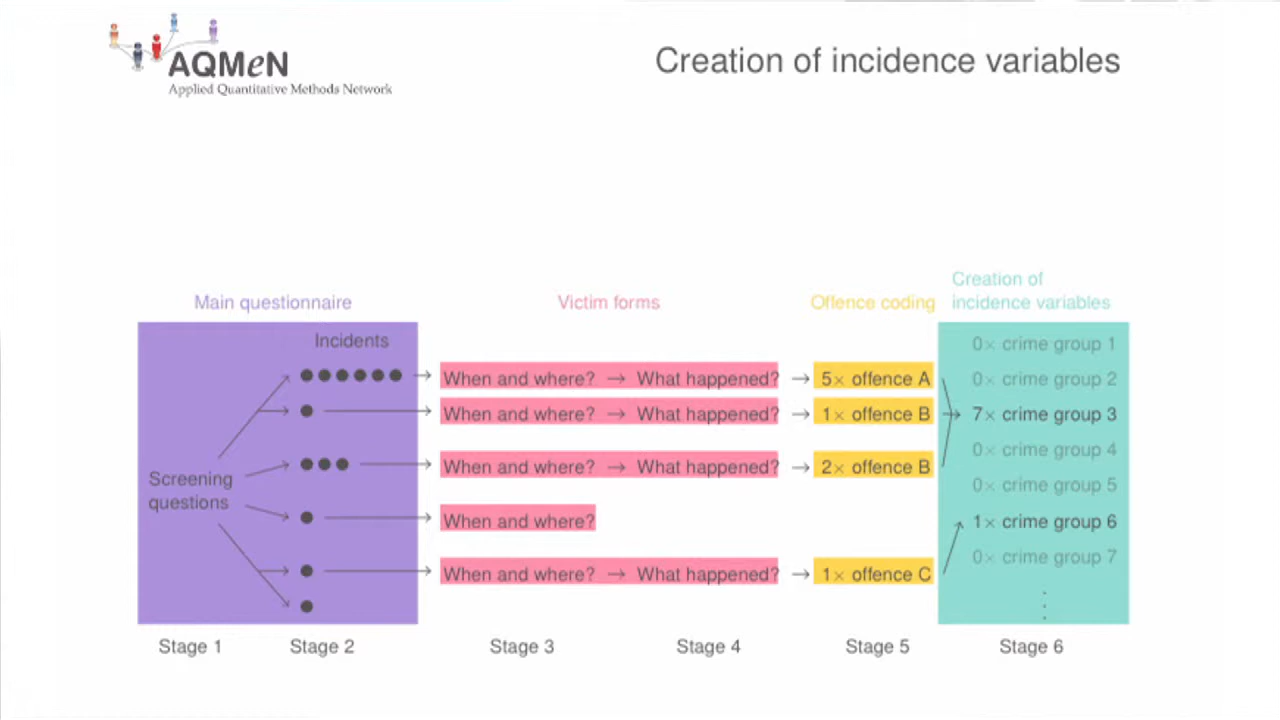 AQMeN
Applied Quantitative Methods Network
Creation of incidence variables
Main questionnaire
Victim forms
Offence coding
Creation of
incidence variables
Incidents
Screening
questions
When and where? → What happened? → 5× offence A
When and where? → What happened? → 1× offence B
When and where? → What happened? → 2× offence B
When and where?
When and where? → What happened? → 1× offence C
0× crime group 1
0× crime group 2
7× crime group 3
0× crime group 4
0× crime group 5
1× crime group 6
0× crime group 7
Stage 1
Stage 2
Stage 3
Stage 4
Stage 5
Stage 6